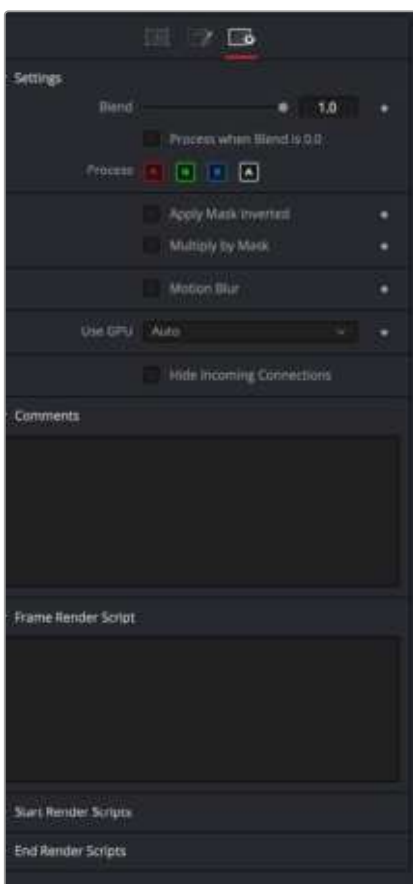 Settings
Blend 1.0
Process when Blend is 0.0
Process R G B A
Apply Mask Inverted
Multiply by Mask
Motion Blur
Use GPU Auto
Hide Incoming Connections
Comments
Frame Render Script
Start Render Scripts
End Render Scripts